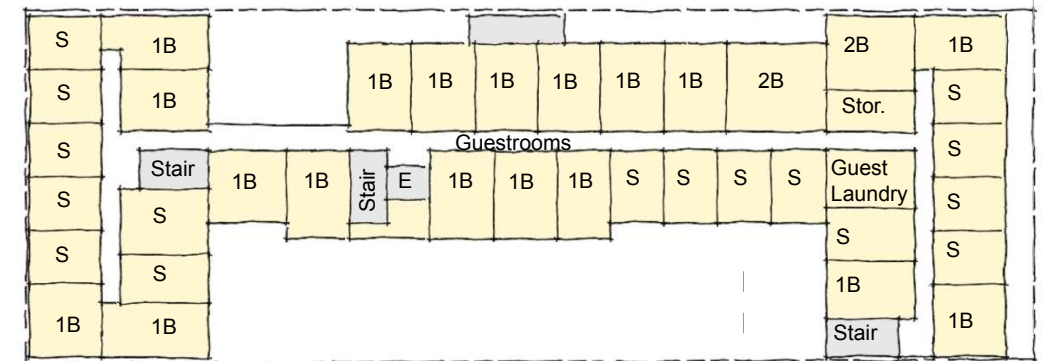 S 1B 2B 1B
1B 1B 1B 1B 1B 1B 2B
S 1B S
Stor.
Guestrooms
S S
Stair 1B 1B Stair E 1B 1B 1B S S S S Guest
Laundry
S S S
S S
S S
1B
1B 1B 1B
Stair